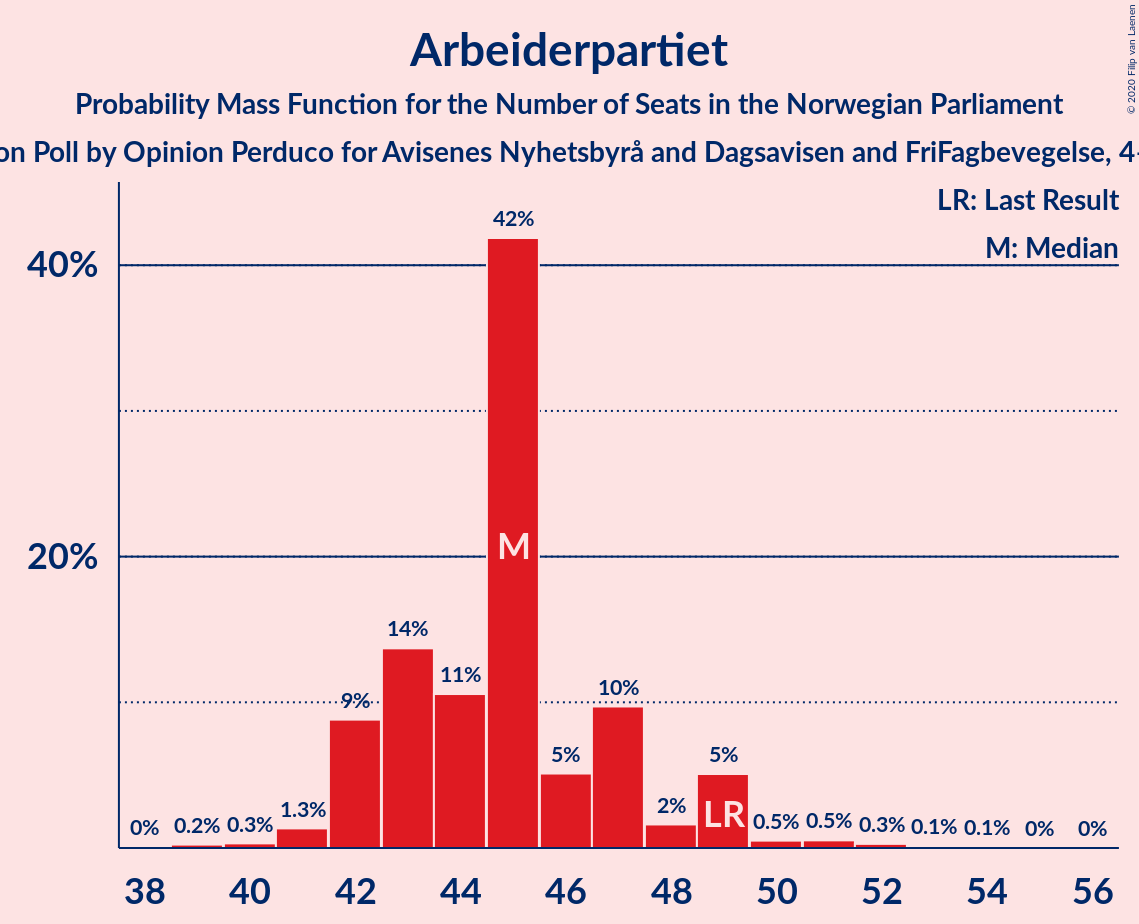 Arbeiderpartiet
Probability Mass Function for the Number of Seats in the Norwegian Parliament
on Poll by Opinion Perduco for Avisenes Nyhetsbyrå and Dagsavisen and FriFagbevegelse, 4-
© 2020 Filip van Laenen
LR: Last Result
M: Median
40%
20%
0%
0.2%
0.3%
1.3%
9%
14%
11%
42%
5%
10%
2%
5%
0.5%
0.5%
0.3%
0.1%
0.1%
0%
0%
M
LR
38 40 42 44 46 48 50 52 54 56